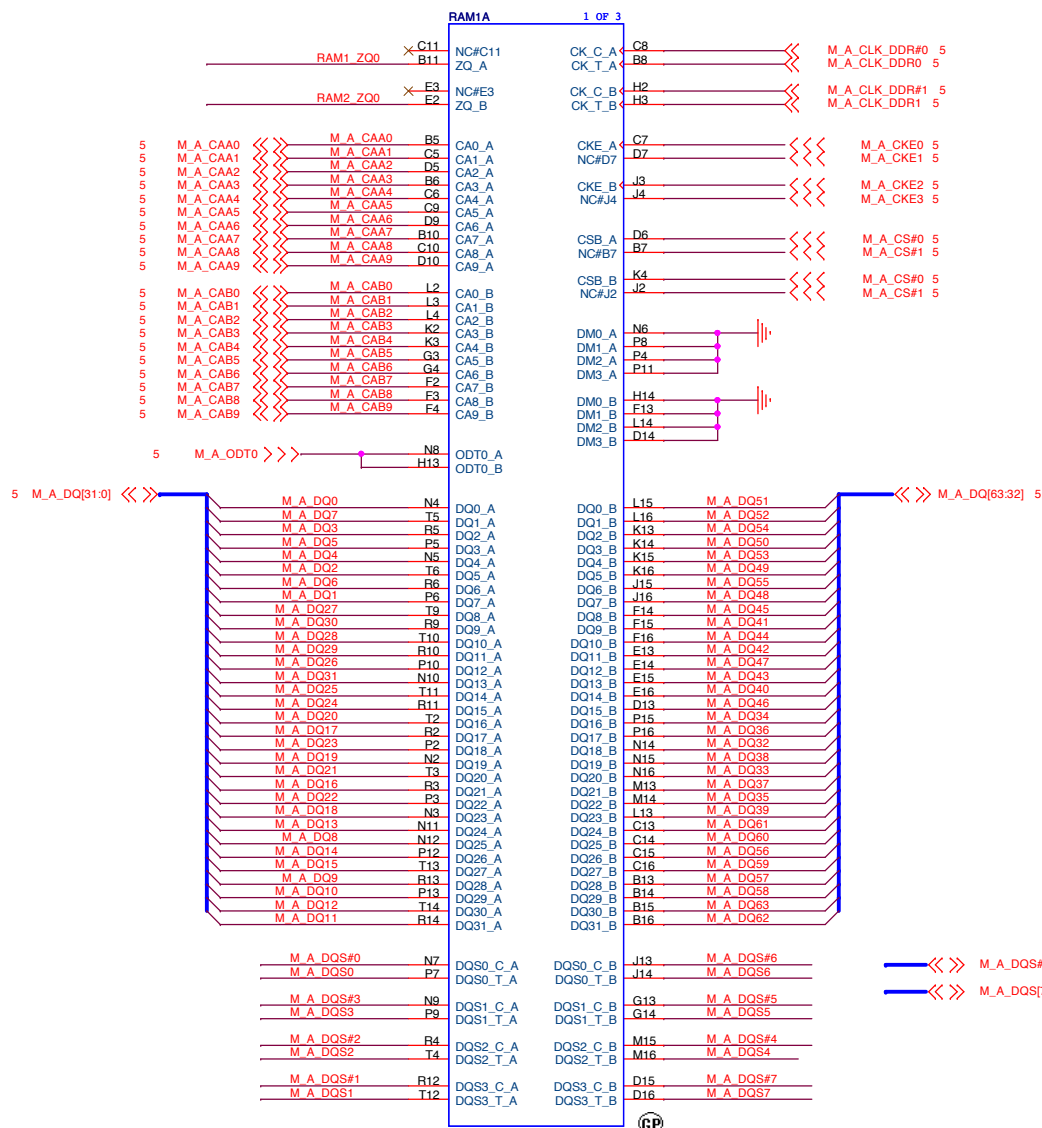 RAM1A 1 OF 3
C11 NC#C11 CK_C_A C8 M_A_CLK_DDR#0 5
RAM1_ZQ0 B11 ZQ_A CK_T_A B8 M_A_CLK_DDR0 5
E3 NC#E3 CK_C_B H2 M_A_CLK_DDR#1 5
RAM2_ZQ0 E2 ZQ_B CK_T_B H3 M_A_CLK_DDR1 5
5 M_A_CAA0 M_A_CAA0 B5 CA0_A CKE_A C7 M_A_CKE0 5
5 M_A_CAA1 M_A_CAA1 C5 CA1_A NC#D7 D7 M_A_CKE1 5
5 M_A_CAA2 M_A_CAA2 D5 CA2_A
5 M_A_CAA3 M_A_CAA3 B6 CA3_A CKE_B J3 M_A_CKE2 5
5 M_A_CAA4 M_A_CAA4 C6 CA4_A NC#J4 J4 M_A_CKE3 5
5 M_A_CAA5 M_A_CAA5 C9 CA5_A
5 M_A_CAA6 M_A_CAA6 D9 CA6_A
5 M_A_CAA7 M_A_CAA7 B10 CA7_A CSB_A D6 M_A_CS#0 5
5 M_A_CAA8 M_A_CAA8 C10 CA8_A NC#B7 B7 M_A_CS#1 5
5 M_A_CAA9 M_A_CAA9 D10 CA9_A
CSB_B K4 M_A_CS#0 5
5 M_A_CAB0 M_A_CAB0 L2 CA0_B NC#J2 J2 M_A_CS#1 5
5 M_A_CAB1 M_A_CAB1 L3 CA1_B
5 M_A_CAB2 M_A_CAB2 L4 CA2_B
5 M_A_CAB3 M_A_CAB3 K2 CA3_B DM0_A N6
5 M_A_CAB4 M_A_CAB4 K3 CA4_B DM1_A P8
5 M_A_CAB5 M_A_CAB5 G3 CA5_B DM2_A P4
5 M_A_CAB6 M_A_CAB6 G4 CA6_B DM3_A P11
5 M_A_CAB7 M_A_CAB7 F2 CA7_B
5 M_A_CAB8 M_A_CAB8 F3 CA8_B DM0_B H14
5 M_A_CAB9 M_A_CAB9 F4 CA9_B DM1_B F13
DM2_B L14
DM3_B D14
5 M_A_ODT0 N8 ODT0_A
H13 ODT0_B
5 M_A_DQ[31:0] M_A_DQ[63:32] 5
M_A_DQ0 N4 DQ0_A DQ0_B L15 M_A_DQ51
M_A_DQ7 T5 DQ1_A DQ1_B L16 M_A_DQ52
M_A_DQ3 R5 DQ2_A DQ2_B K13 M_A_DQ54
M_A_DQ5 P5 DQ3_A DQ3_B K14 M_A_DQ50
M_A_DQ4 N5 DQ4_A DQ4_B K15 M_A_DQ53
M_A_DQ2 T6 DQ5_A DQ5_B K16 M_A_DQ49
M_A_DQ6 R6 DQ6_A DQ6_B J15 M_A_DQ55
M_A_DQ1 P6 DQ7_A DQ7_B J16 M_A_DQ48
M_A_DQ27 T9 DQ8_A DQ8_B F14 M_A_DQ45
M_A_DQ30 R9 DQ9_A DQ9_B F15 M_A_DQ41
M_A_DQ28 T10 DQ10_A DQ10_B F16 M_A_DQ44
M_A_DQ29 R10 DQ11_A DQ11_B E13 M_A_DQ42
M_A_DQ26 P10 DQ12_A DQ12_B E14 M_A_DQ47
M_A_DQ31 N10 DQ13_A DQ13_B E15 M_A_DQ43
M_A_DQ25 T11 DQ14_A DQ14_B E16 M_A_DQ40
M_A_DQ24 R11 DQ15_A DQ15_B D13 M_A_DQ46
M_A_DQ20 T2 DQ16_A DQ16_B P15 M_A_DQ34
M_A_DQ17 R2 DQ17_A DQ17_B P16 M_A_DQ36
M_A_DQ23 P2 DQ18_A DQ18_B N14 M_A_DQ32
M_A_DQ19 N2 DQ19_A DQ19_B N15 M_A_DQ38
M_A_DQ21 T3 DQ20_A DQ20_B N16 M_A_DQ33
M_A_DQ16 R3 DQ21_A DQ21_B M13 M_A_DQ37
M_A_DQ22 P3 DQ22_A DQ22_B M14 M_A_DQ35
M_A_DQ18 N3 DQ23_A DQ23_B L13 M_A_DQ39
M_A_DQ13 N11 DQ24_A DQ24_B C13 M_A_DQ61
M_A_DQ8 N12 DQ25_A DQ25_B C14 M_A_DQ60
M_A_DQ14 P12 DQ26_A DQ26_B C15 M_A_DQ56
M_A_DQ15 T13 DQ27_A DQ27_B C16 M_A_DQ59
M_A_DQ9 R13 DQ28_A DQ28_B B13 M_A_DQ57
M_A_DQ10 P13 DQ29_A DQ29_B B14 M_A_DQ58
M_A_DQ12 T14 DQ30_A DQ30_B B15 M_A_DQ63
M_A_DQ11 R14 DQ31_A DQ31_B B16 M_A_DQ62
M_A_DQS#0 N7 DQS0_C_A DQS0_C_B J13 M_A_DQS#6 M_A_DQS#
M_A_DQS0 P7 DQS0_T_A DQS0_T_B J14 M_A_DQS6
M_A_DQS[
M_A_DQS#3 N9 DQS1_C_A DQS1_C_B G13 M_A_DQS#5
M_A_DQS3 P9 DQS1_T_A DQS1_T_B G14 M_A_DQS5
M_A_DQS#2 R4 DQS2_C_A DQS2_C_B M15 M_A_DQS#4
M_A_DQS2 T4 DQS2_T_A DQS2_T_B M16 M_A_DQS4
M_A_DQS#1 R12 DQS3_C_A DQS3_C_B D15 M_A_DQS#7
M_A_DQS1 T12 DQS3_T_A DQS3_T_B D16 M_A_DQS7
GP